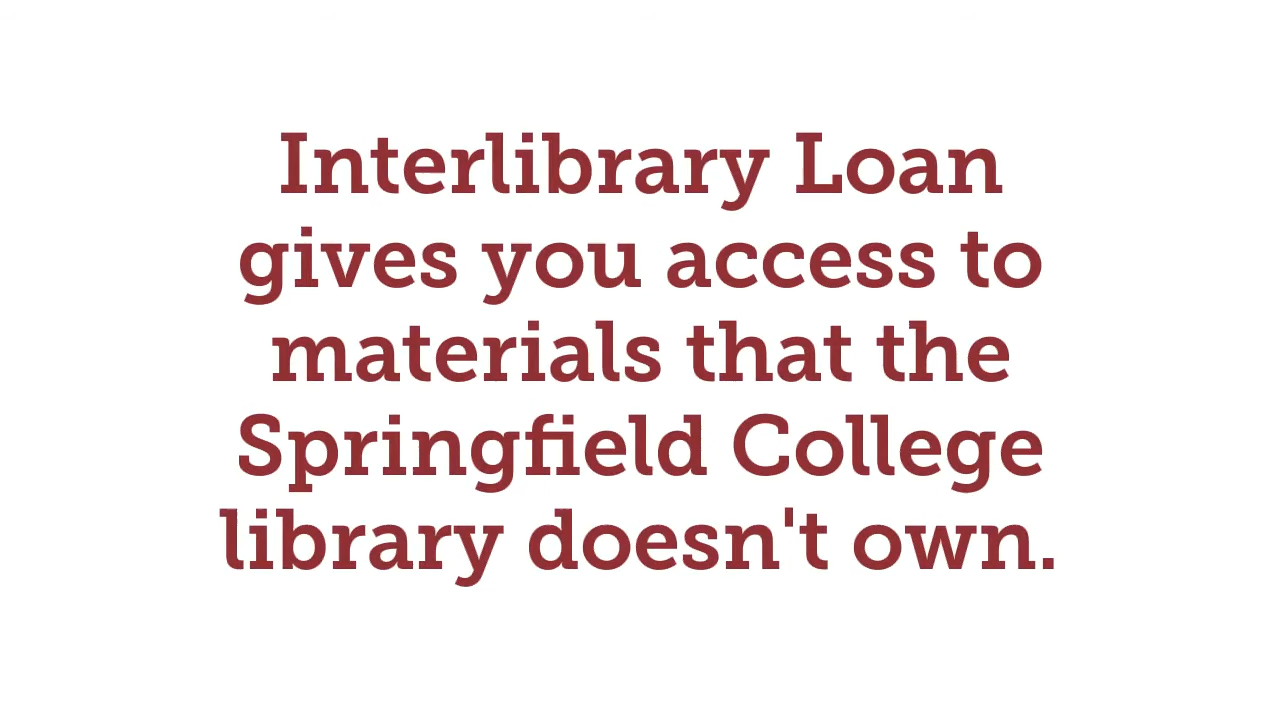 Interlibrary Loan
gives you access to
materials that the
Springfield College
library doesn't own.